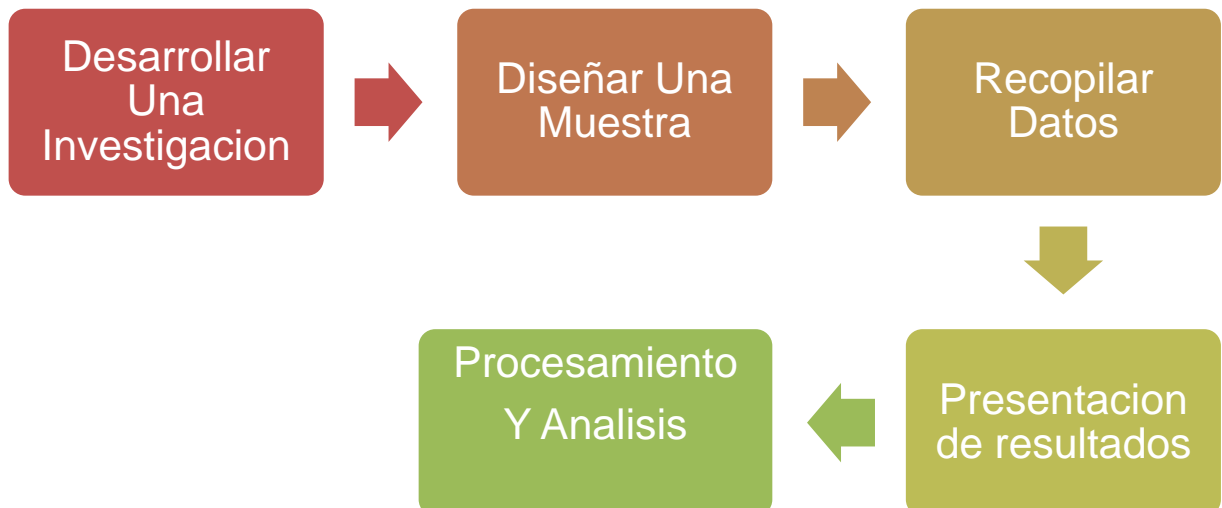 Desarrollar
Una
Investigacion
Diseñar Una
Muestra
Recopilar
Datos
Presentacion
de resultados
Procesamiento
Y Analisis